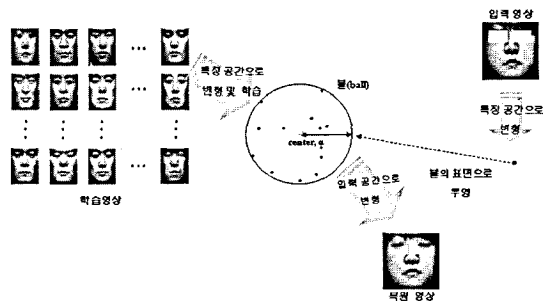 입력 영상
특징 공간으로
변형 및 학습
볼(ball)
center, α
특징 공간으로
변형
볼의 표면으로
투영
입력 공간으로
변형
학습영상
복원 영상